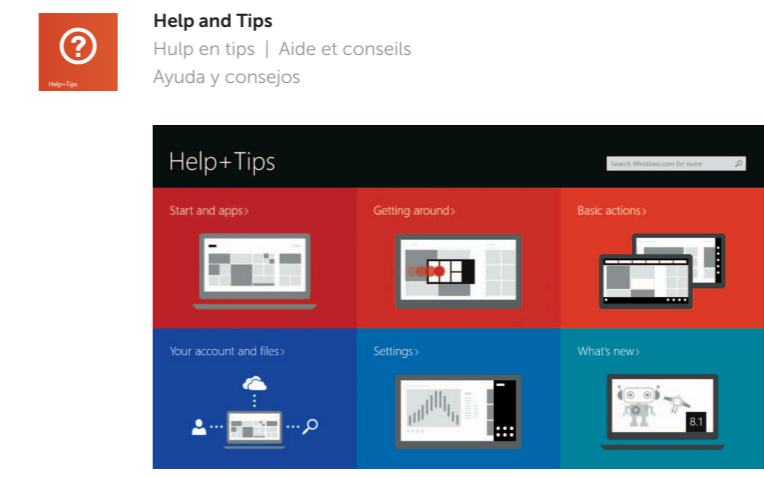 Help and Tips
Hulp en tips | Aide et conseils
Ayuda y consejos
Help+Tips
Help+Tips
Search Windows.com for more
Start and apps›
Getting around›
Basic actions›
Your account and files›
Settings›
What's new›
8.1